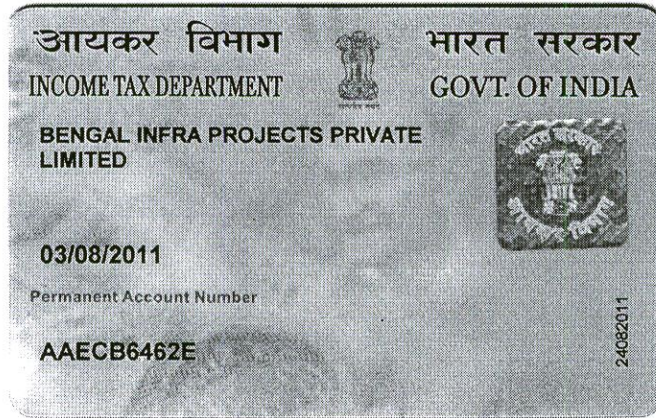 आयकर विभाग
भारत सरकार
INCOME TAX DEPARTMENT
GOVT. OF INDIA
BENGAL INFRA PROJECTS PRIVATE
LIMITED
03/08/2011
Permanent Account Number
AAECB6462E
24082011